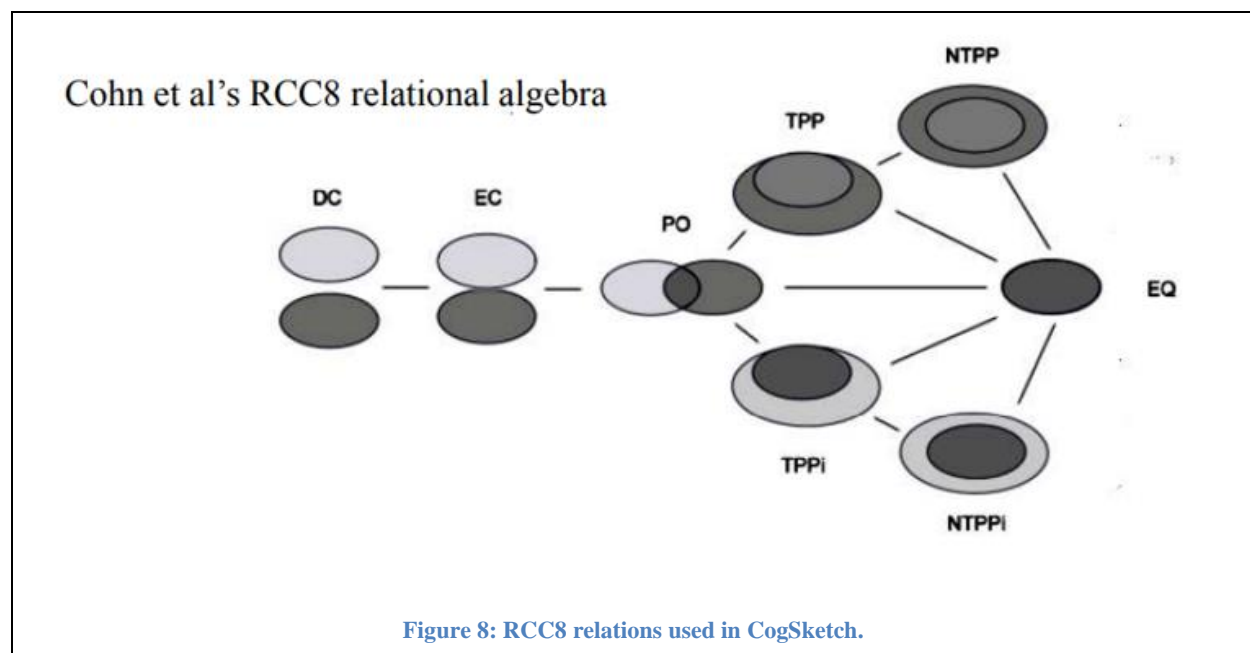 Cohn et al's RCC8 relational algebra
NTPP
TPP
DC
EC
PO
EQ
TPPi
NTPPi
Figure 8: RCC8 relations used in CogSketch.